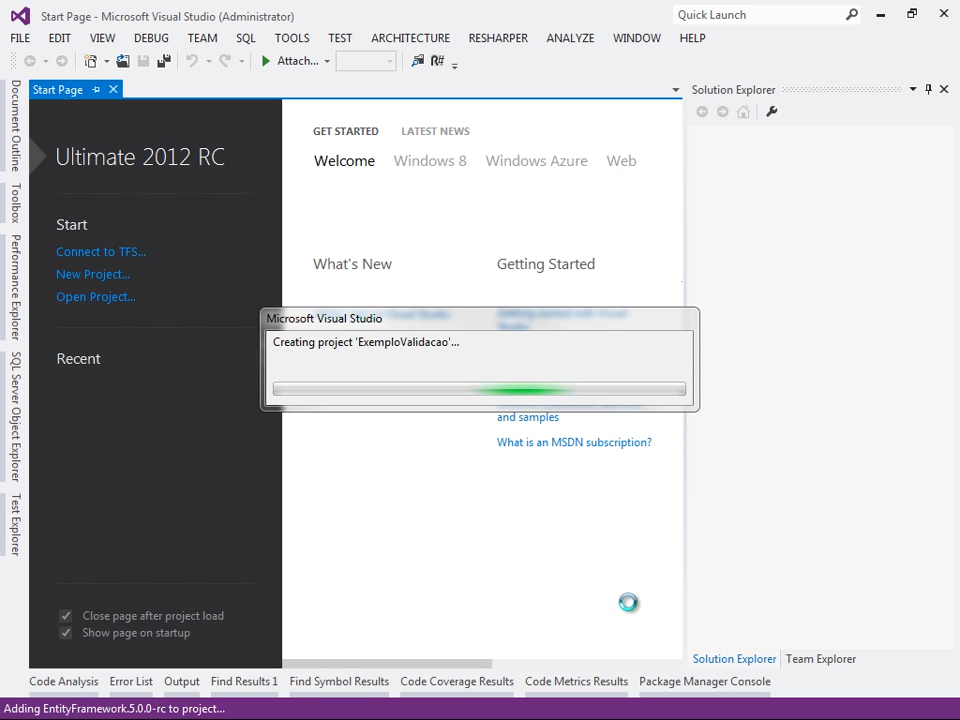 Start Page - Microsoft Visual Studio (Administrator)
Quick Launch
FILE EDIT VIEW DEBUG TEAM SQL TOOLS TEST ARCHITECTURE RESHARPER ANALYZE WINDOW HELP
Attach...
R#
Document Outline
Toolbox
Performance Explorer
SQL Server Object Explorer
Test Explorer
Start Page
Ultimate 2012 RC
Start
Connect to TFS...
New Project...
Open Project...
Recent
Close page after project load
Show page on startup
GET STARTED LATEST NEWS
Welcome Windows 8 Windows Azure Web
What's New Getting Started
Microsoft Visual Studio
Creating project 'ExemploValidacao'...
and samples
What is an MSDN subscription?
Solution Explorer
Solution Explorer Team Explorer
Code Analysis Error List Output Find Results 1 Find Symbol Results Code Coverage Results Code Metrics Results Package Manager Console
Adding EntityFramework.5.0.0-rc to project...